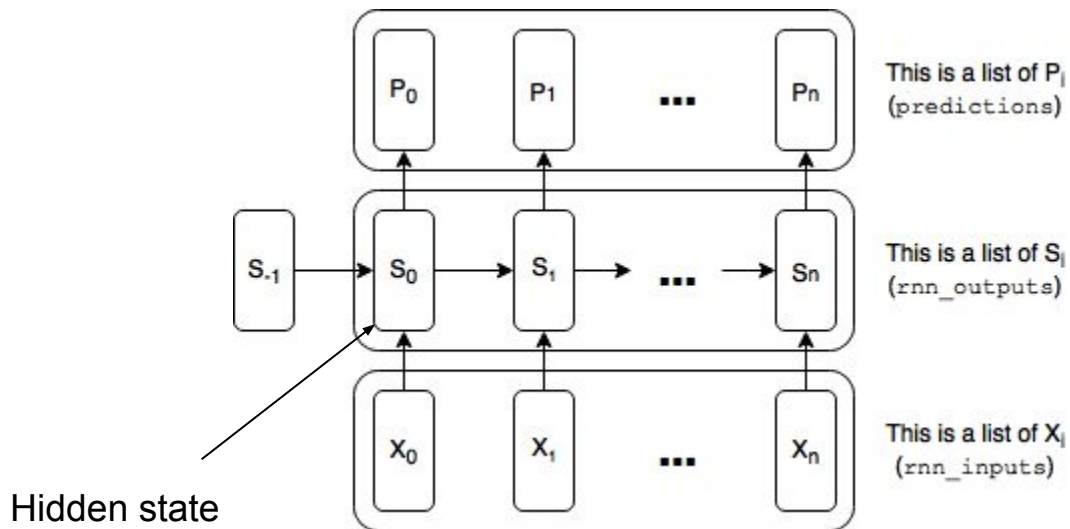 P₀ P₁ ... Pₙ
This is a list of Pᵢ
(predictions)
S₋₁ S₀ S₁ ... Sₙ
This is a list of Sᵢ
(rnn_outputs)
X₀ X₁ ... Xₙ
This is a list of Xᵢ
(rnn_inputs)
Hidden state